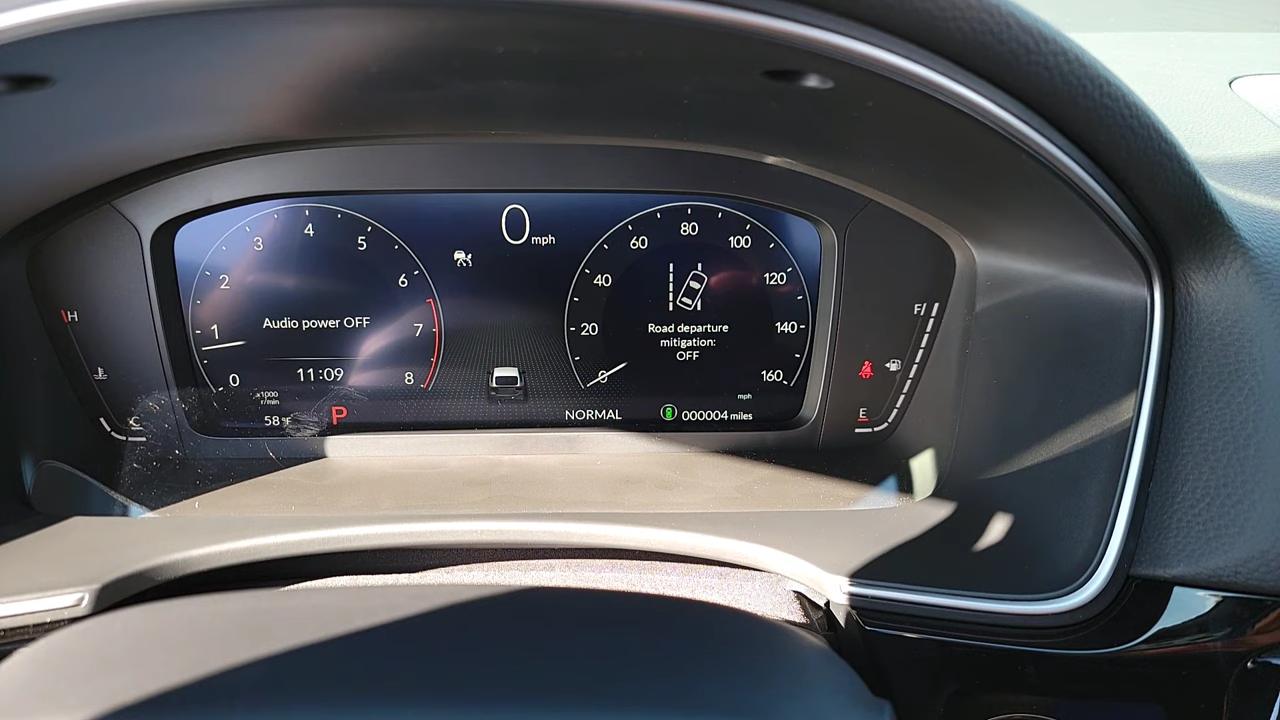 0 mph
0
1
2
3
4
5
6
7
8
Audio power OFF
11:09
x1000
r/min
58 °F
P
0
20
40
60
80
100
120
140
160
Road departure
mitigation:
OFF
mph
NORMAL
000004 miles
H
C
F
E